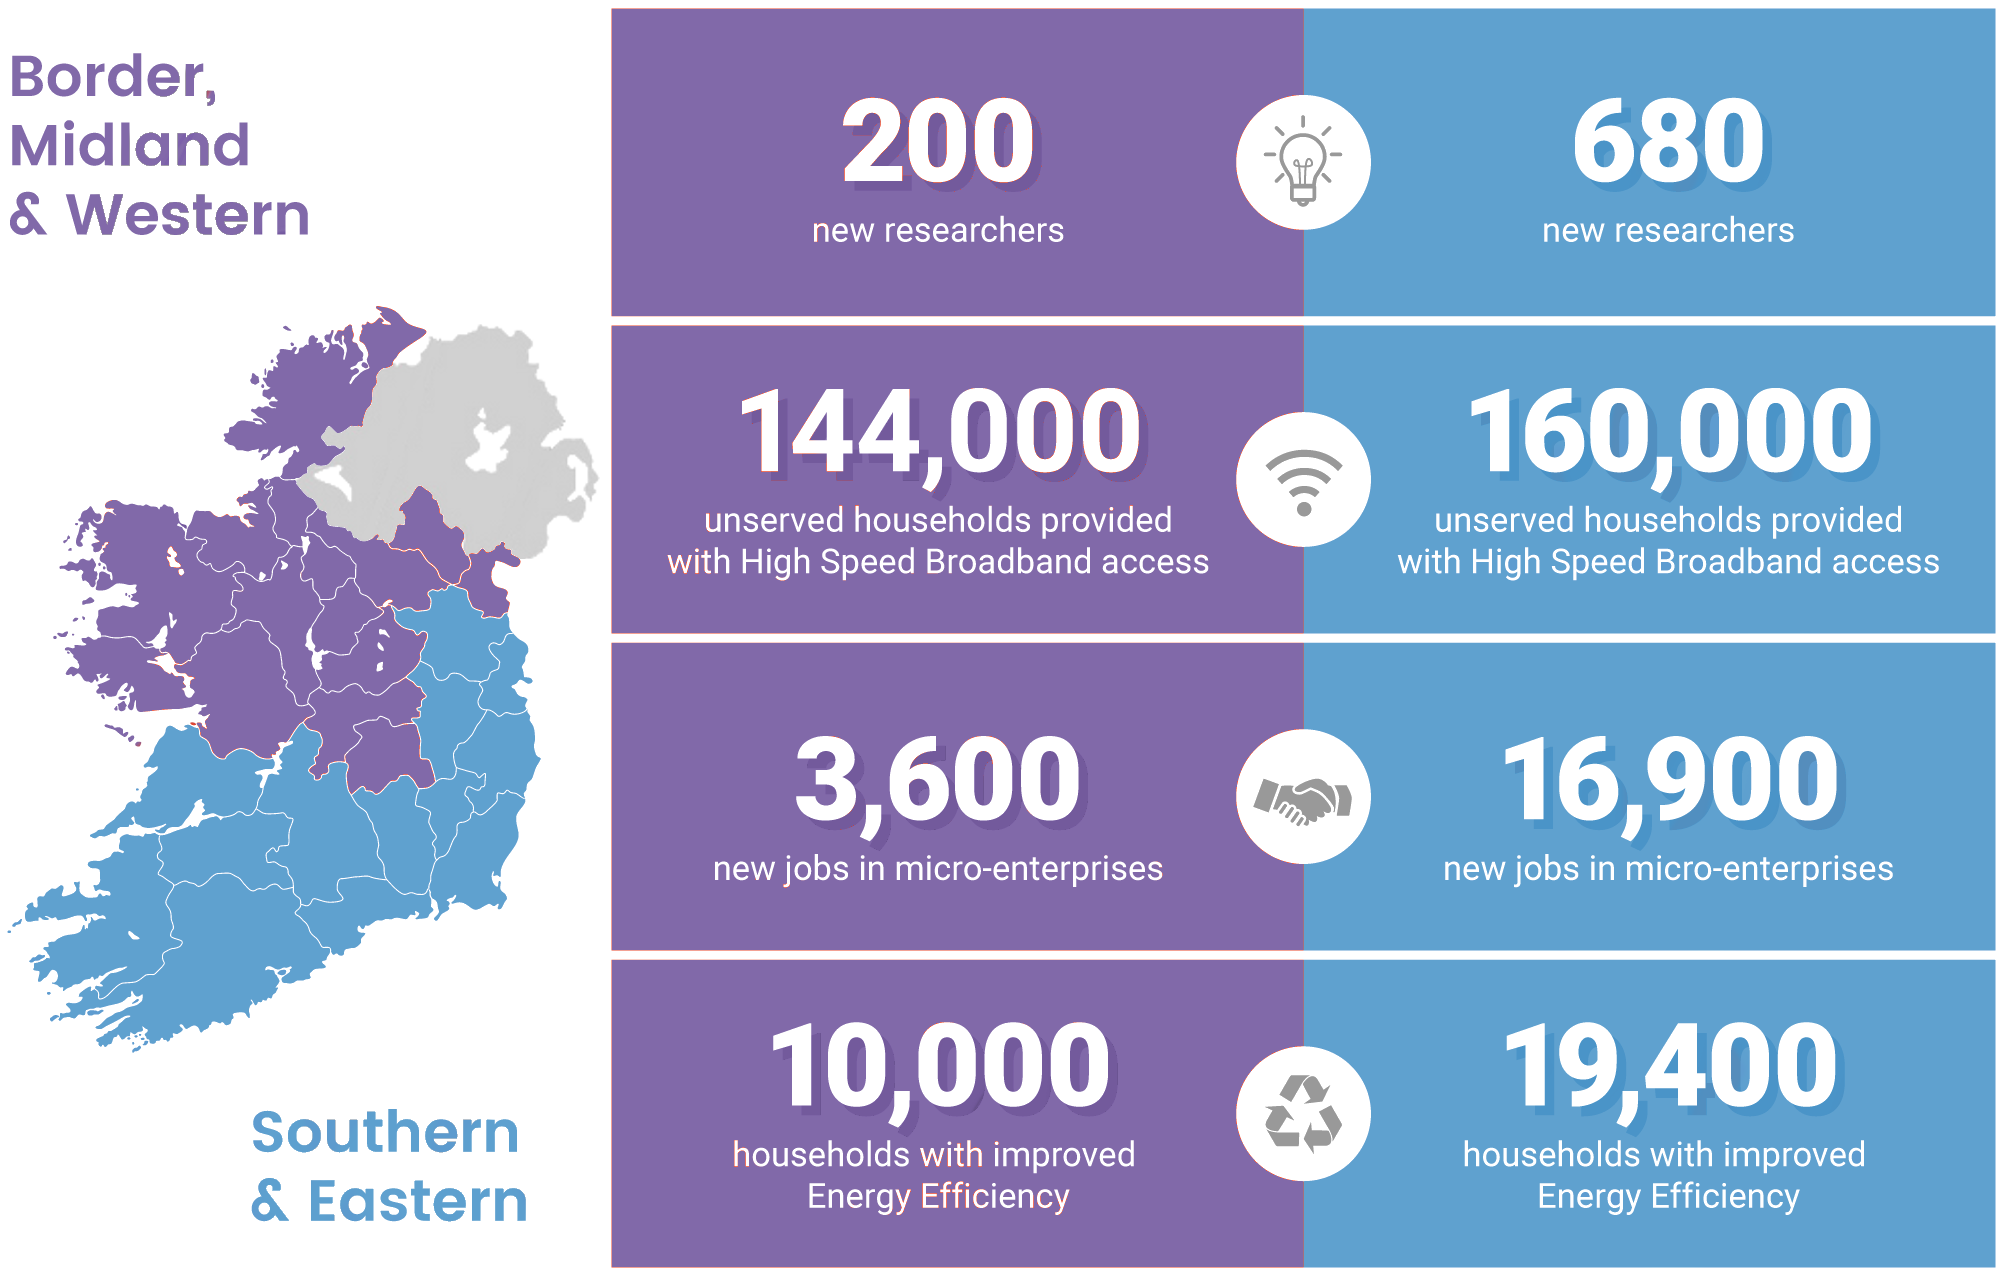 Border,
Midland
& Western
200
new researchers
680
new researchers
144,000
unserved households provided
with High Speed Broadband access
160,000
unserved households provided
with High Speed Broadband access
3,600
new jobs in micro-enterprises
16,900
new jobs in micro-enterprises
10,000
households with improved
Energy Efficiency
19,400
households with improved
Energy Efficiency
Southern
& Eastern